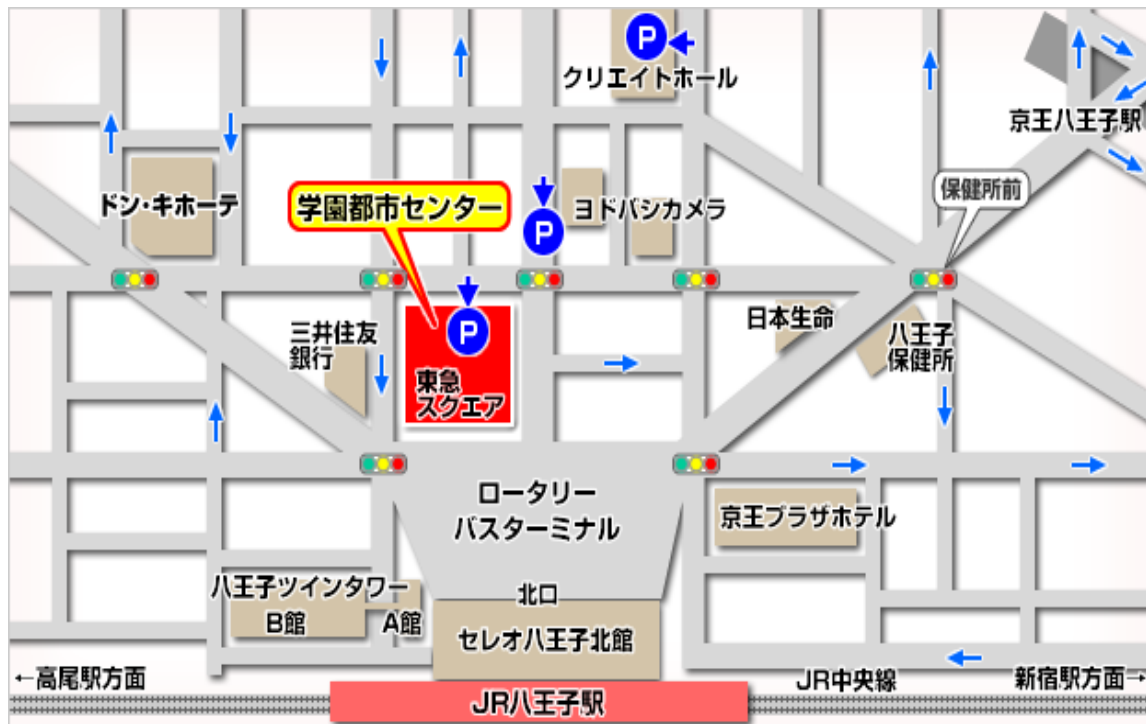 P
クリエイトホール
京王八王子駅
ドン・キホーテ
学園都市センター
P
ヨドバシカメラ
保健所前
P
東急
スクエア
三井住友
銀行
日本生命
八王子
保健所
ロータリー
バスターミナル
京王プラザホテル
八王子ツインタワー
B館
A館
北口
セレオ八王子北館
←高尾駅方面
JR八王子駅
JR中央線
新宿駅方面→